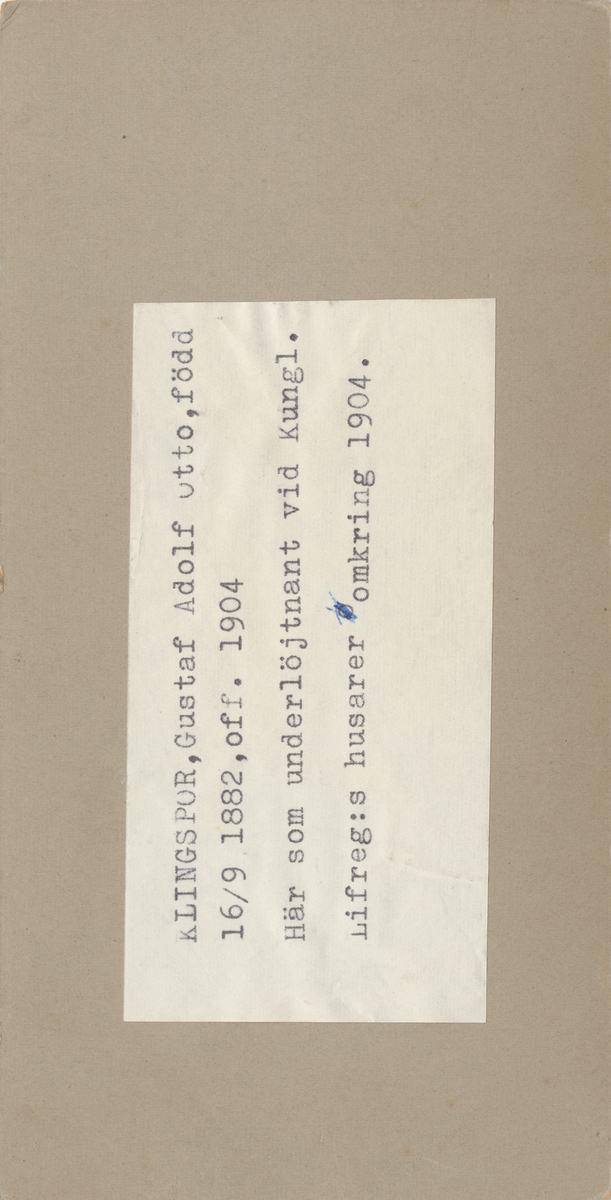 KLINGSPOR,Gustaf Adolf Otto,född
16/9 1882,off. 1904
Här som underlöjtnant vid Kungl.
Lifreg:s husarer omkring 1904.